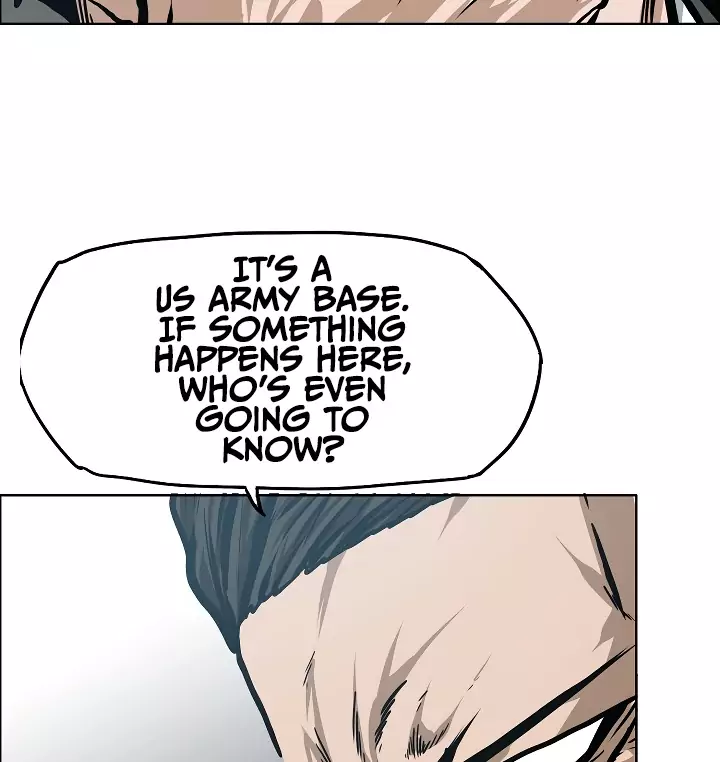 IT'S A
US ARMY BASE.
IF SOMETHING
HAPPENS HERE,
WHO'S EVEN
GOING TO
KNOW?